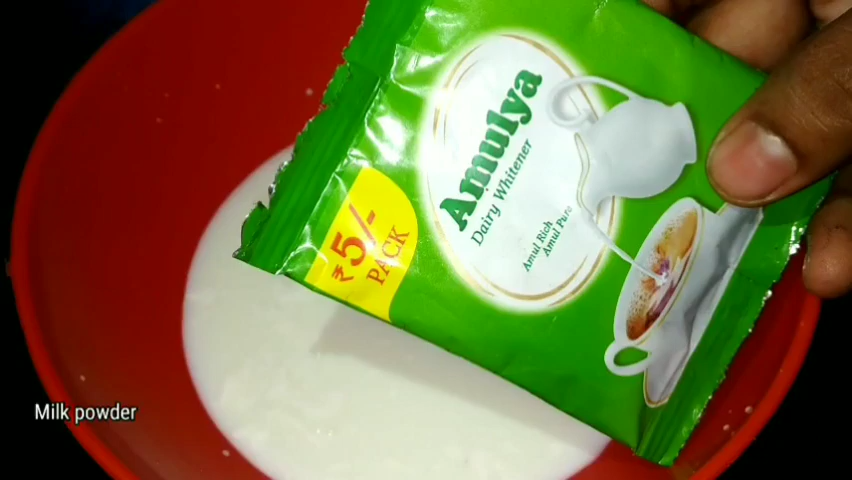 Amulya
Dairy Whitener
Amul Rich
Amul Pure
₹5/-
PACK
Milk powder